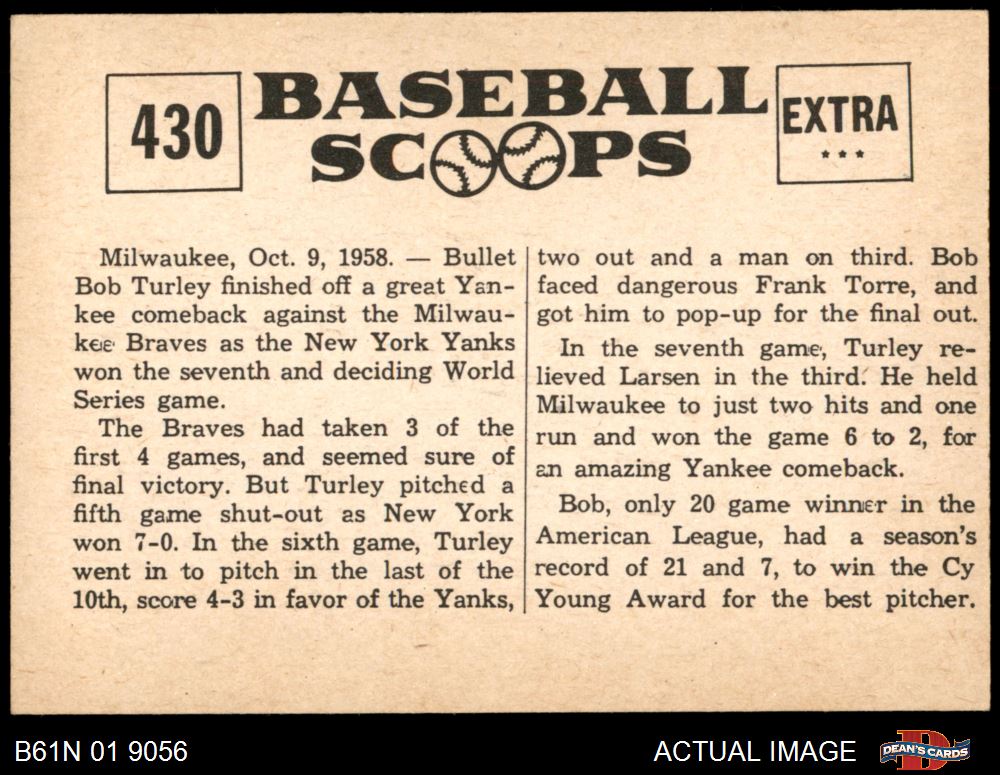 430
BASEBALL
SCOOPS
EXTRA
***
Milwaukee, Oct. 9, 1958. — Bullet
Bob Turley finished off a great Yan-
kee comeback against the Milwau-
kee Braves as the New York Yanks
won the seventh and deciding World
Series game.
The Braves had taken 3 of the
first 4 games, and seemed sure of
final victory. But Turley pitched a
fifth game shut-out as New York
won 7-0. In the sixth game, Turley
went in to pitch in the last of the
10th, score 4-3 in favor of the Yanks,
two out and a man on third. Bob
faced dangerous Frank Torre, and
got him to pop-up for the final out.
In the seventh game, Turley re-
lieved Larsen in the third. He held
Milwaukee to just two hits and one
run and won the game 6 to 2, for
an amazing Yankee comeback.
Bob, only 20 game winner in the
American League, had a season's
record of 21 and 7, to win the Cy
Young Award for the best pitcher.
B61N 01 9056
ACTUAL IMAGE
D
DEAN'S CARDS